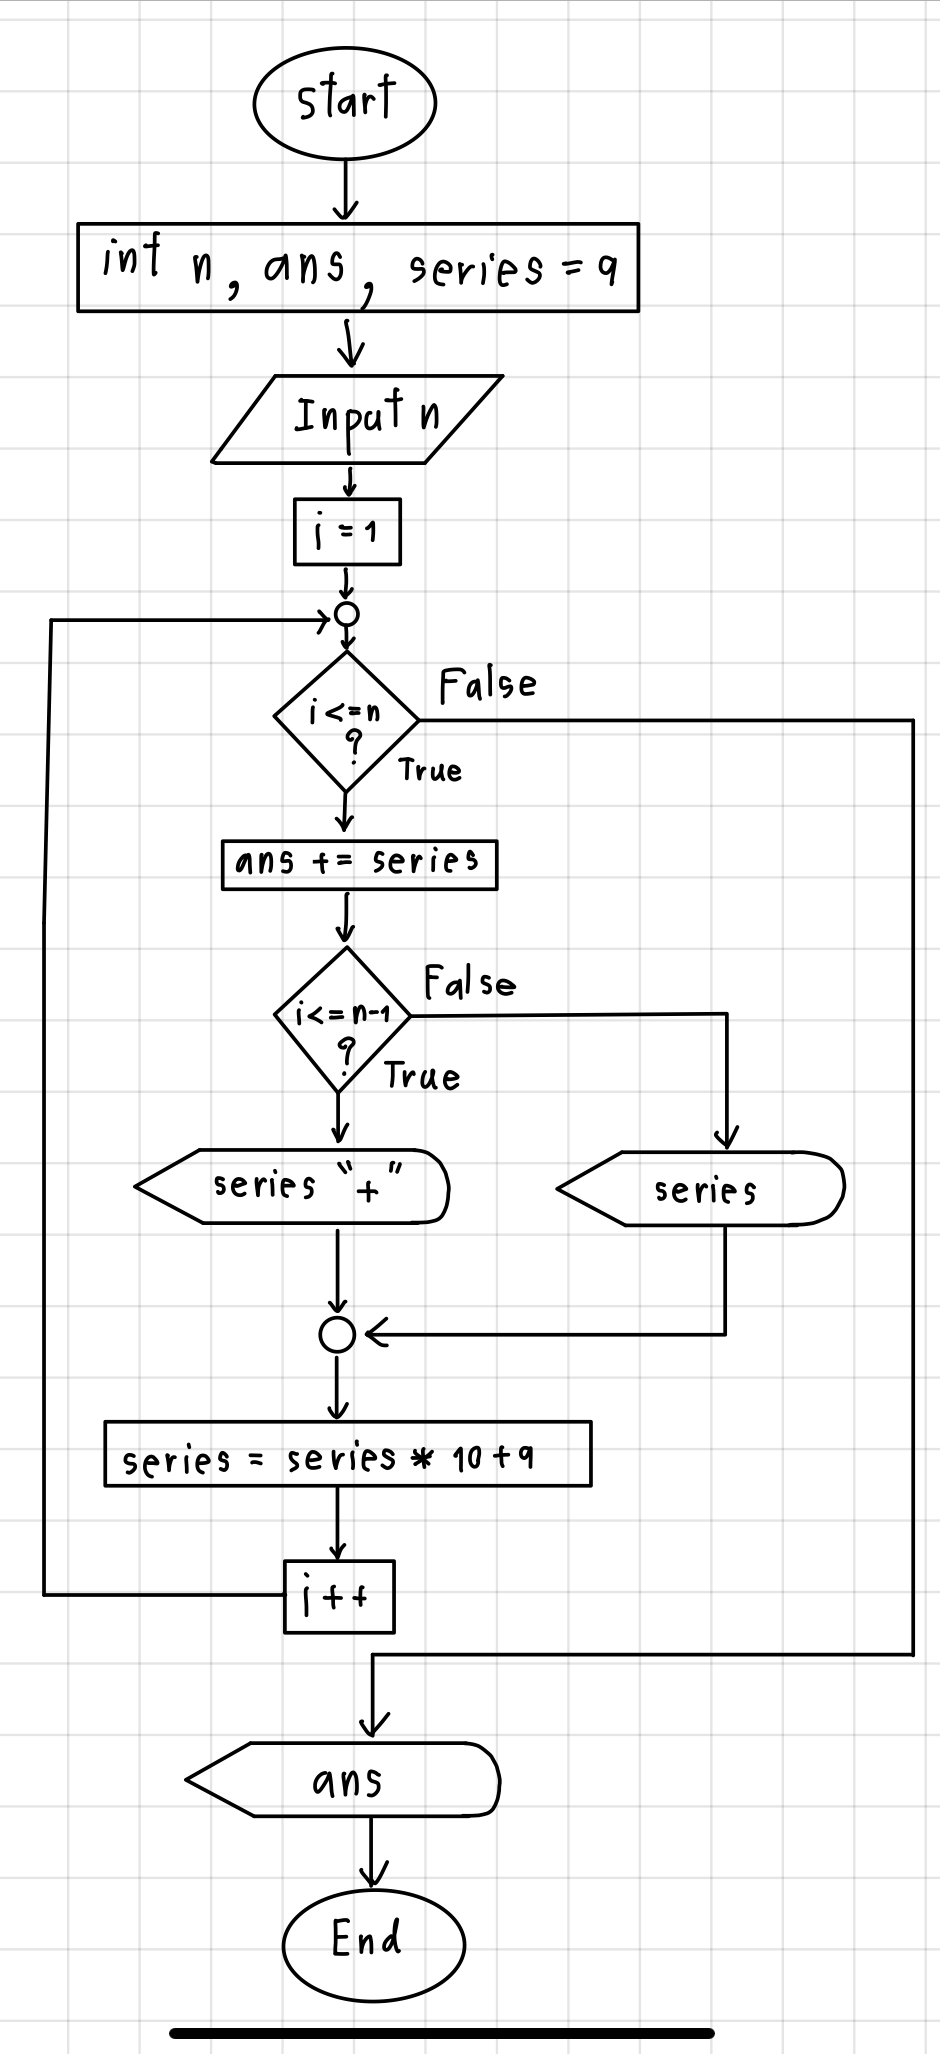 start
int n, ans, series = 9
Input n
i = 1
i <= n
?
False
True
ans += series
i <= n-1
?
False
True
series "+"
series
series = series * 10 + 9
i++
ans
End